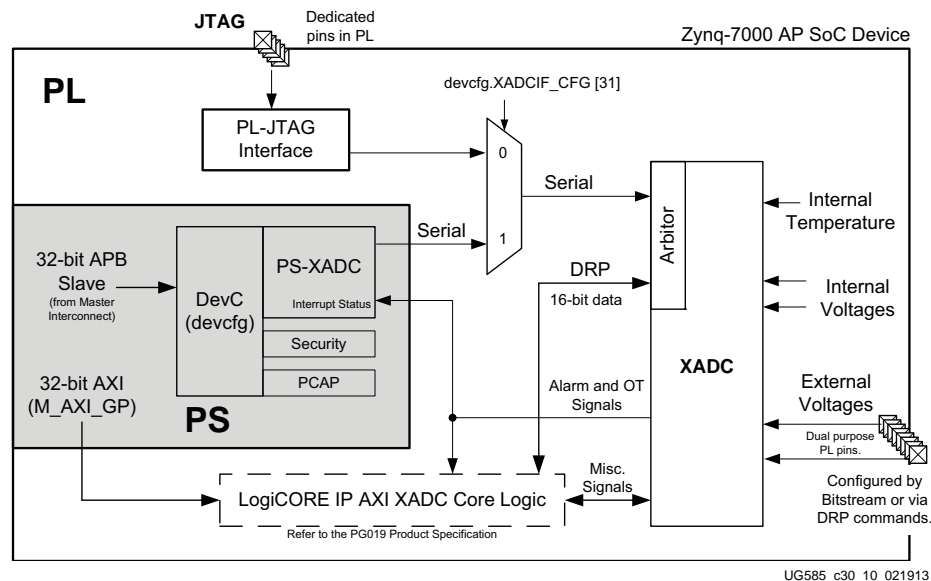 JTAG
Dedicated
pins in PL
Zynq-7000 AP SoC Device
PL
devcfg.XADCIF_CFG [31]
PL-JTAG
Interface
0
Serial
Arbitor
Internal
Temperature
Serial
1
32-bit APB
Slave
(from Master
Interconnect)
DevC
(devcfg)
PS-XADC
Interrupt Status
DRP
16-bit data
Internal
Voltages
Security
PCAP
XADC
32-bit AXI
(M_AXI_GP)
PS
Alarm and OT
Signals
External
Voltages
Dual purpose
PL pins.
LogiCORE IP AXI XADC Core Logic
Misc.
Signals
Refer to the PG019 Product Specification
Configured by
Bitstream or via
DRP commands.
UG585_c30_10_021913